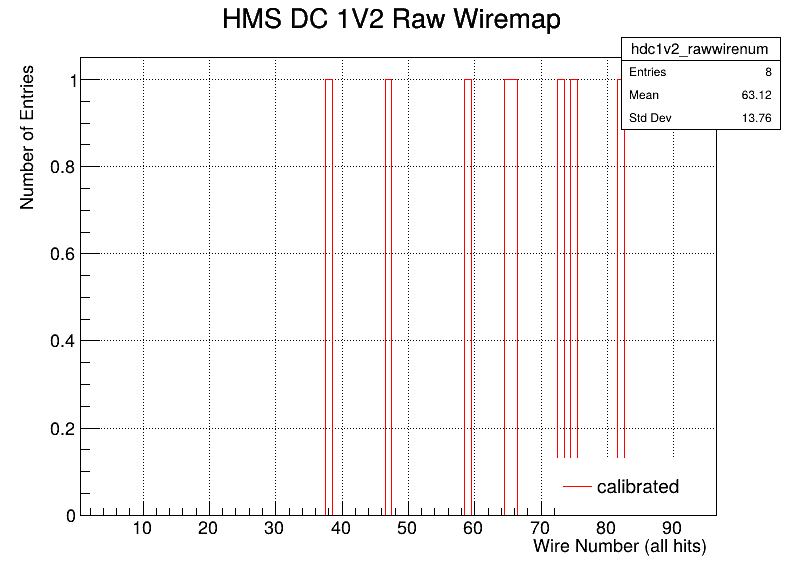 HMS DC 1V2 Raw Wiremap
hdc1v2_rawwirenum
Entries 8
Mean 63.12
Std Dev 13.76
Number of Entries
1
0.8
0.6
0.4
0.2
0
calibrated
10 20 30 40 50 60 70 80 90
Wire Number (all hits)